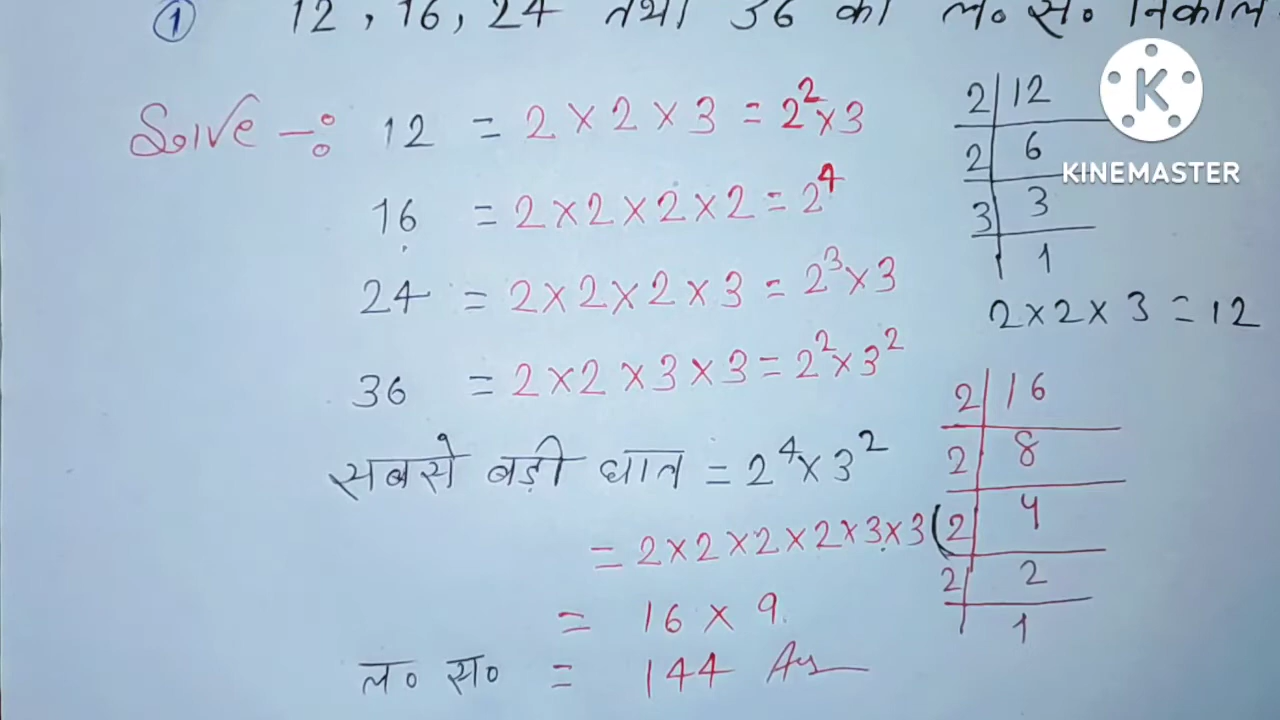 ① 12, 16, 24 तथा 36 का ल० स० निकाल
Solve -: 12 = 2 × 2 × 3 = 2² × 3
16 = 2 × 2 × 2 × 2 = 2⁴
24 = 2 × 2 × 2 × 3 = 2³ × 3
36 = 2 × 2 × 3 × 3 = 2² × 3²
सबसे बड़ी घात = 2⁴ × 3²
= 2 × 2 × 2 × 2 × 3 × 3
= 16 × 9
ल० स० = 144 Ans
2 | 12
2 | 6
3 | 3
1
2 × 2 × 3 = 12
2 | 16
2 | 8
2 | 4
2 | 2
1
KINEMASTER